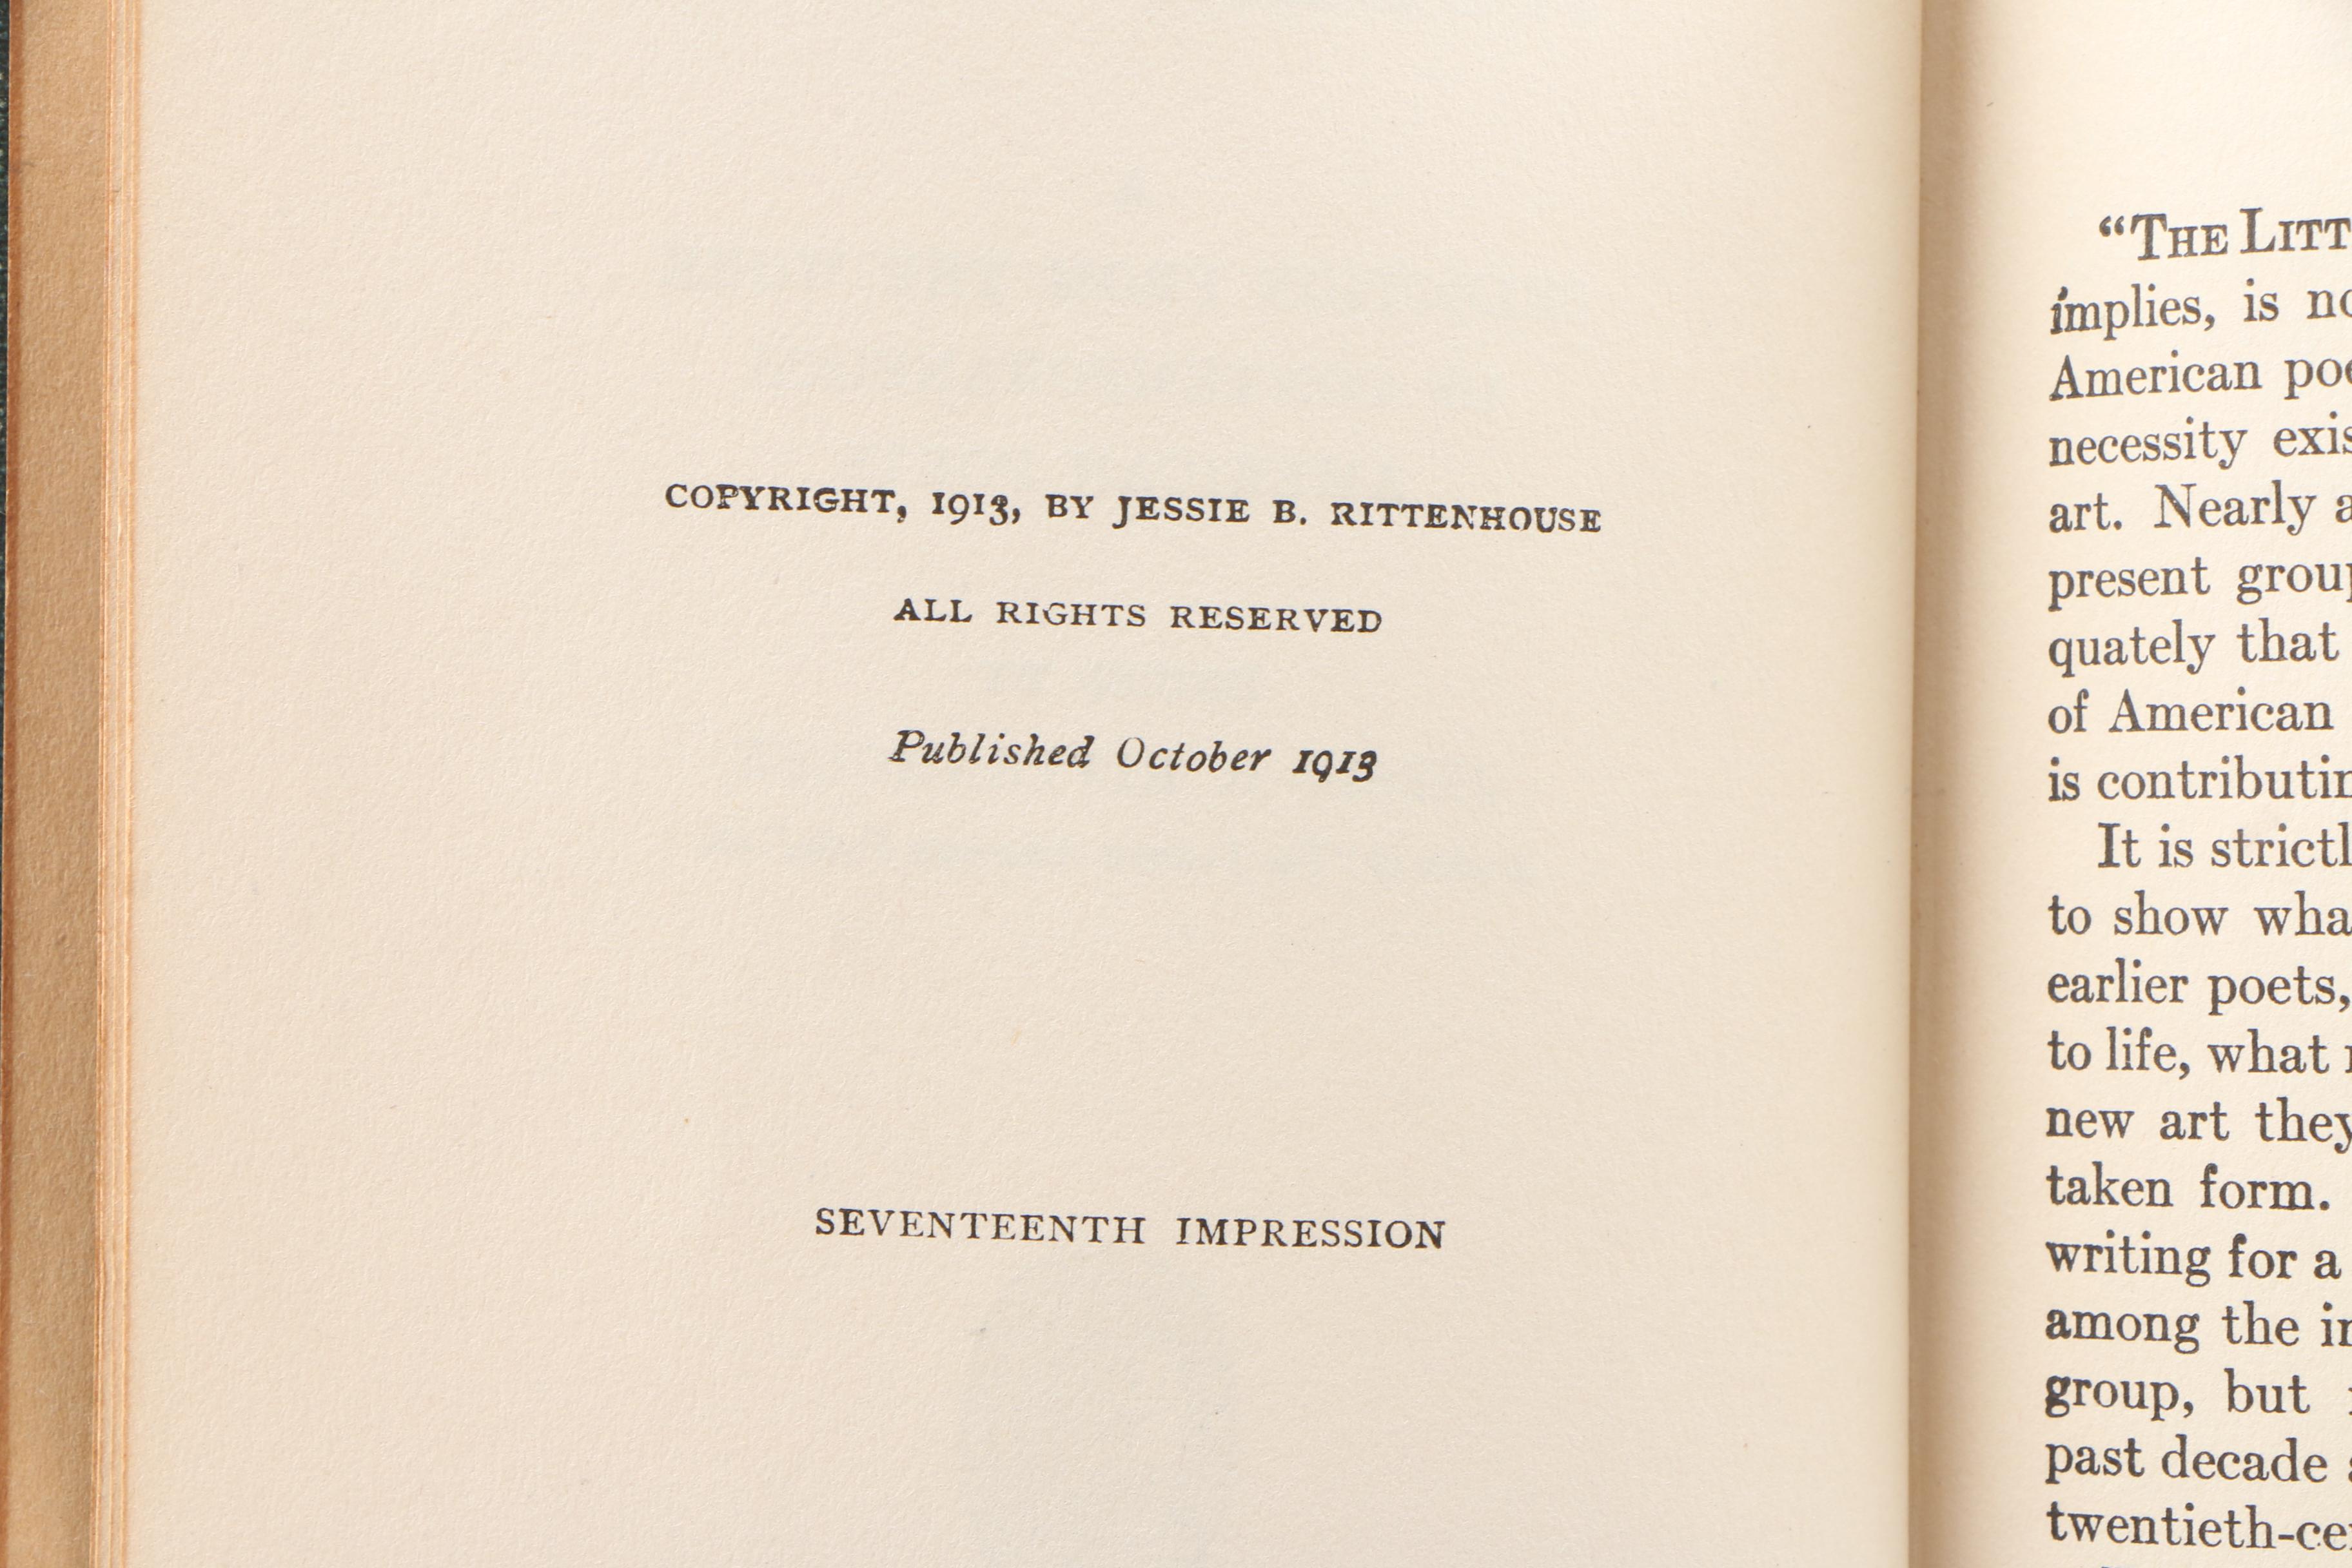 COPYRIGHT, 1913, BY JESSIE B. RITTENHOUSE
ALL RIGHTS RESERVED
Published October 1913
SEVENTEENTH IMPRESSION
“THE LITT
implies, is no
American poe
necessity exis
art. Nearly a
present group
quately that
of American
is contributin
It is strictl
to show wha
earlier poets,
to life, what
new art they
taken form.
writing for a
among the in
group, but
past decade
twentieth-ce